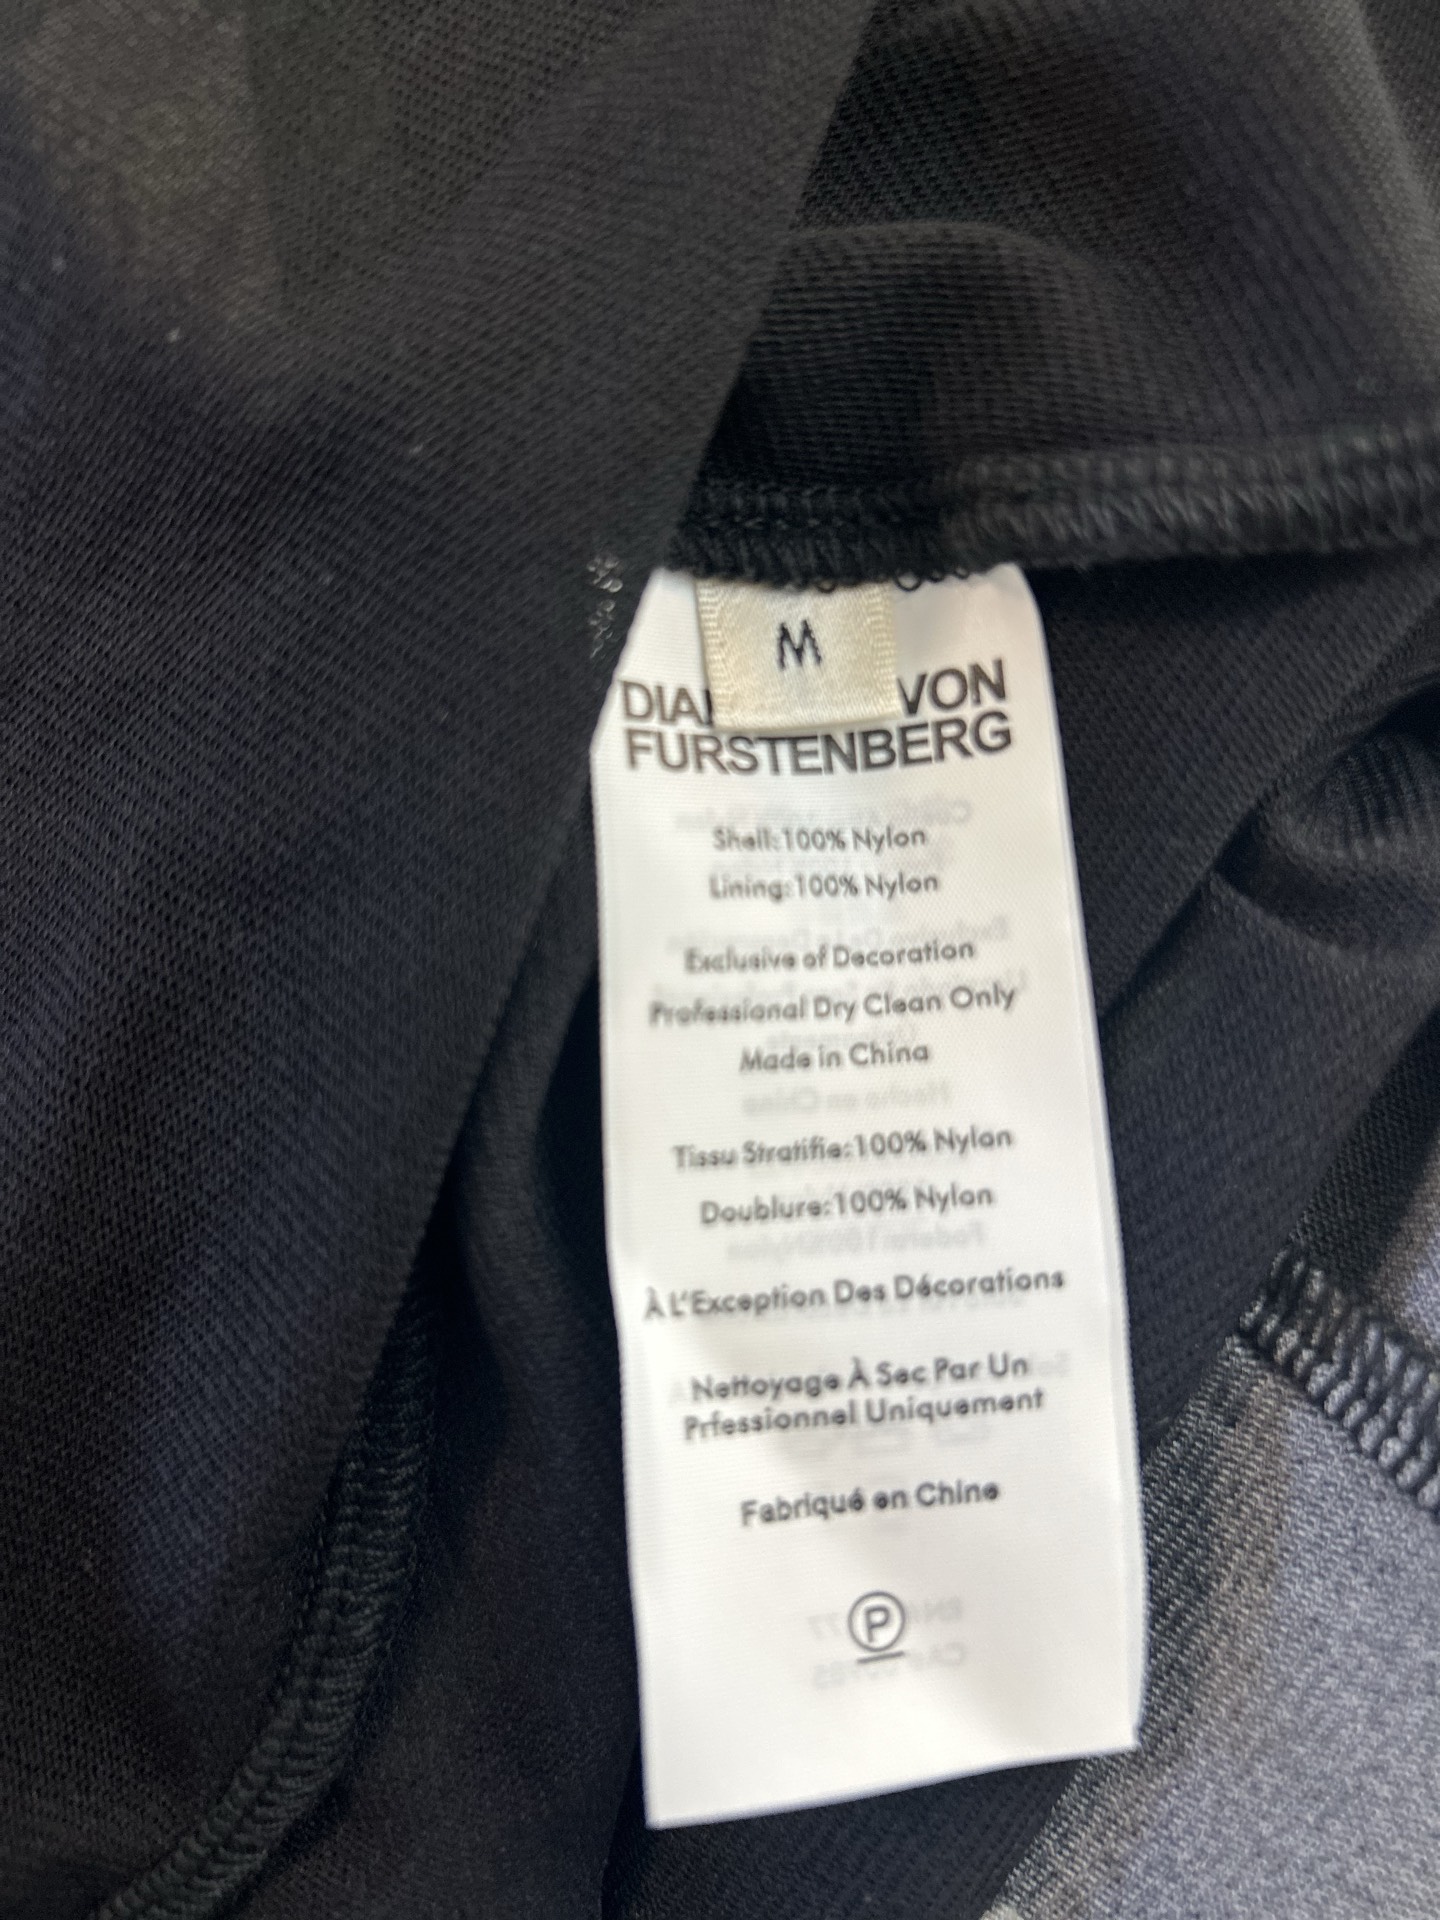 M
DIA VON
FURSTENBERG
Shell:100% Nylon
Lining:100% Nylon
Exclusive of Decoration
Professional Dry Clean Only
Made in China
Tissu Stratifie:100% Nylan
Doublure:100% Nylon
À L'Exception Des Décorations
Nettoyage À Sec Par Un
Prfessionnel Uniquement
Fabriqué en Chine
P